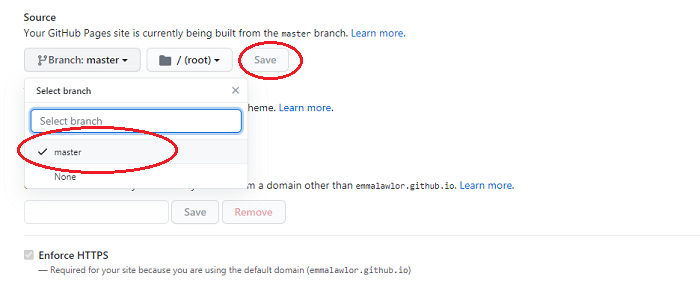 Source
Your GitHub Pages site is currently being built from the master branch. Learn more.
Branch: master / (root) Save
Select branch
heme. Learn more.
Select branch
master
None
m a domain other than emmalawlor.github.io. Learn more.
Save Remove
Enforce HTTPS
— Required for your site because you are using the default domain (emmalawlor.github.io)